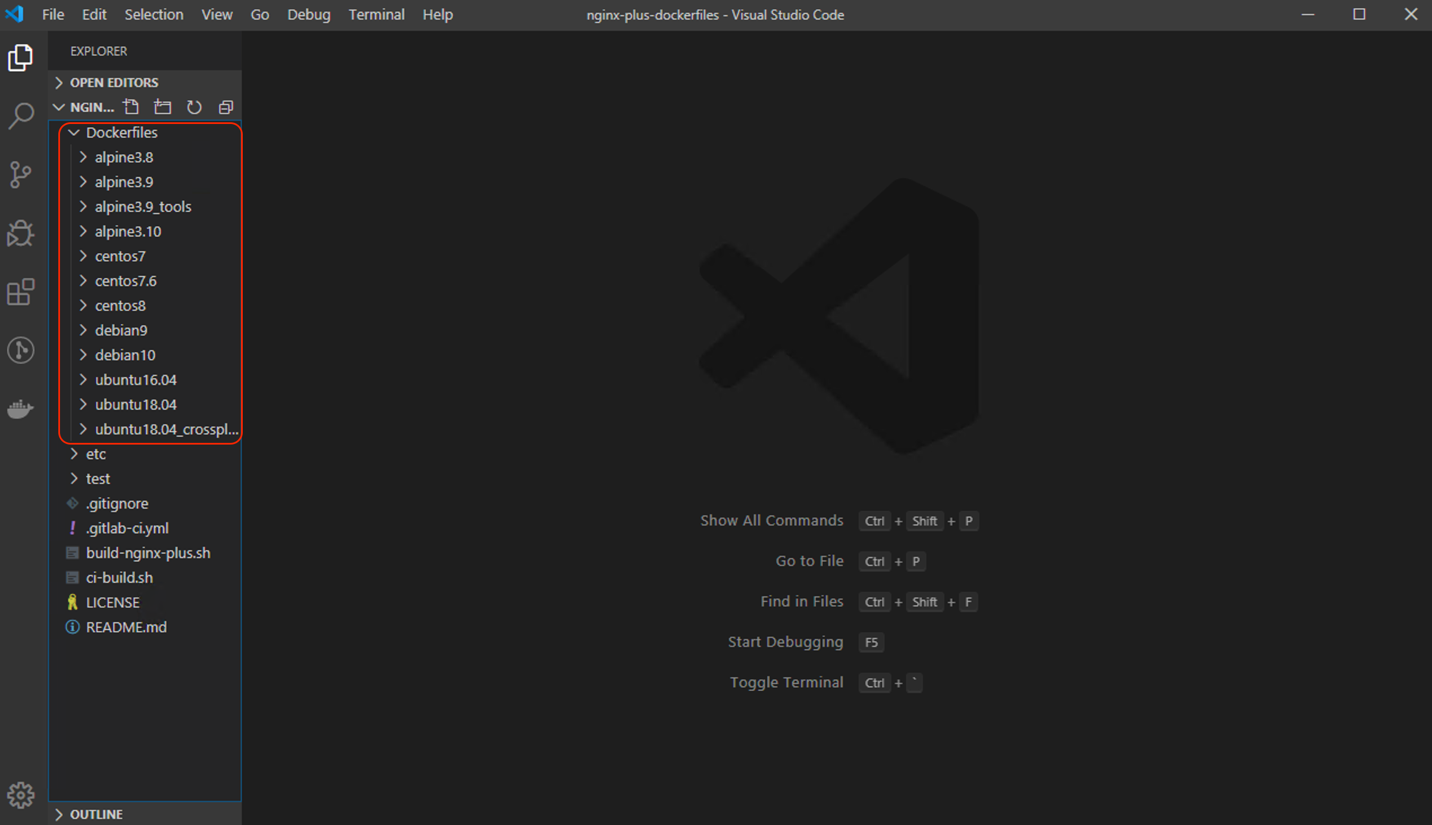 File Edit Selection View Go Debug Terminal Help nginx-plus-dockerfiles - Visual Studio Code
EXPLORER
OPEN EDITORS
NGIN...
Dockerfiles
alpine3.8
alpine3.9
alpine3.9_tools
alpine3.10
centos7
centos7.6
centos8
debian9
debian10
ubuntu16.04
ubuntu18.04
ubuntu18.04_crosspl...
etc
test
.gitignore
.gitlab-ci.yml
build-nginx-plus.sh
ci-build.sh
LICENSE
README.md
OUTLINE
Show All Commands Ctrl + Shift + P
Go to File Ctrl + P
Find in Files Ctrl + Shift + F
Start Debugging F5
Toggle Terminal Ctrl + `